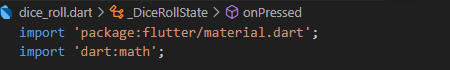 dice_roll.dart > _DiceRollState > onPressed
import 'package:flutter/material.dart';
import 'dart:math';